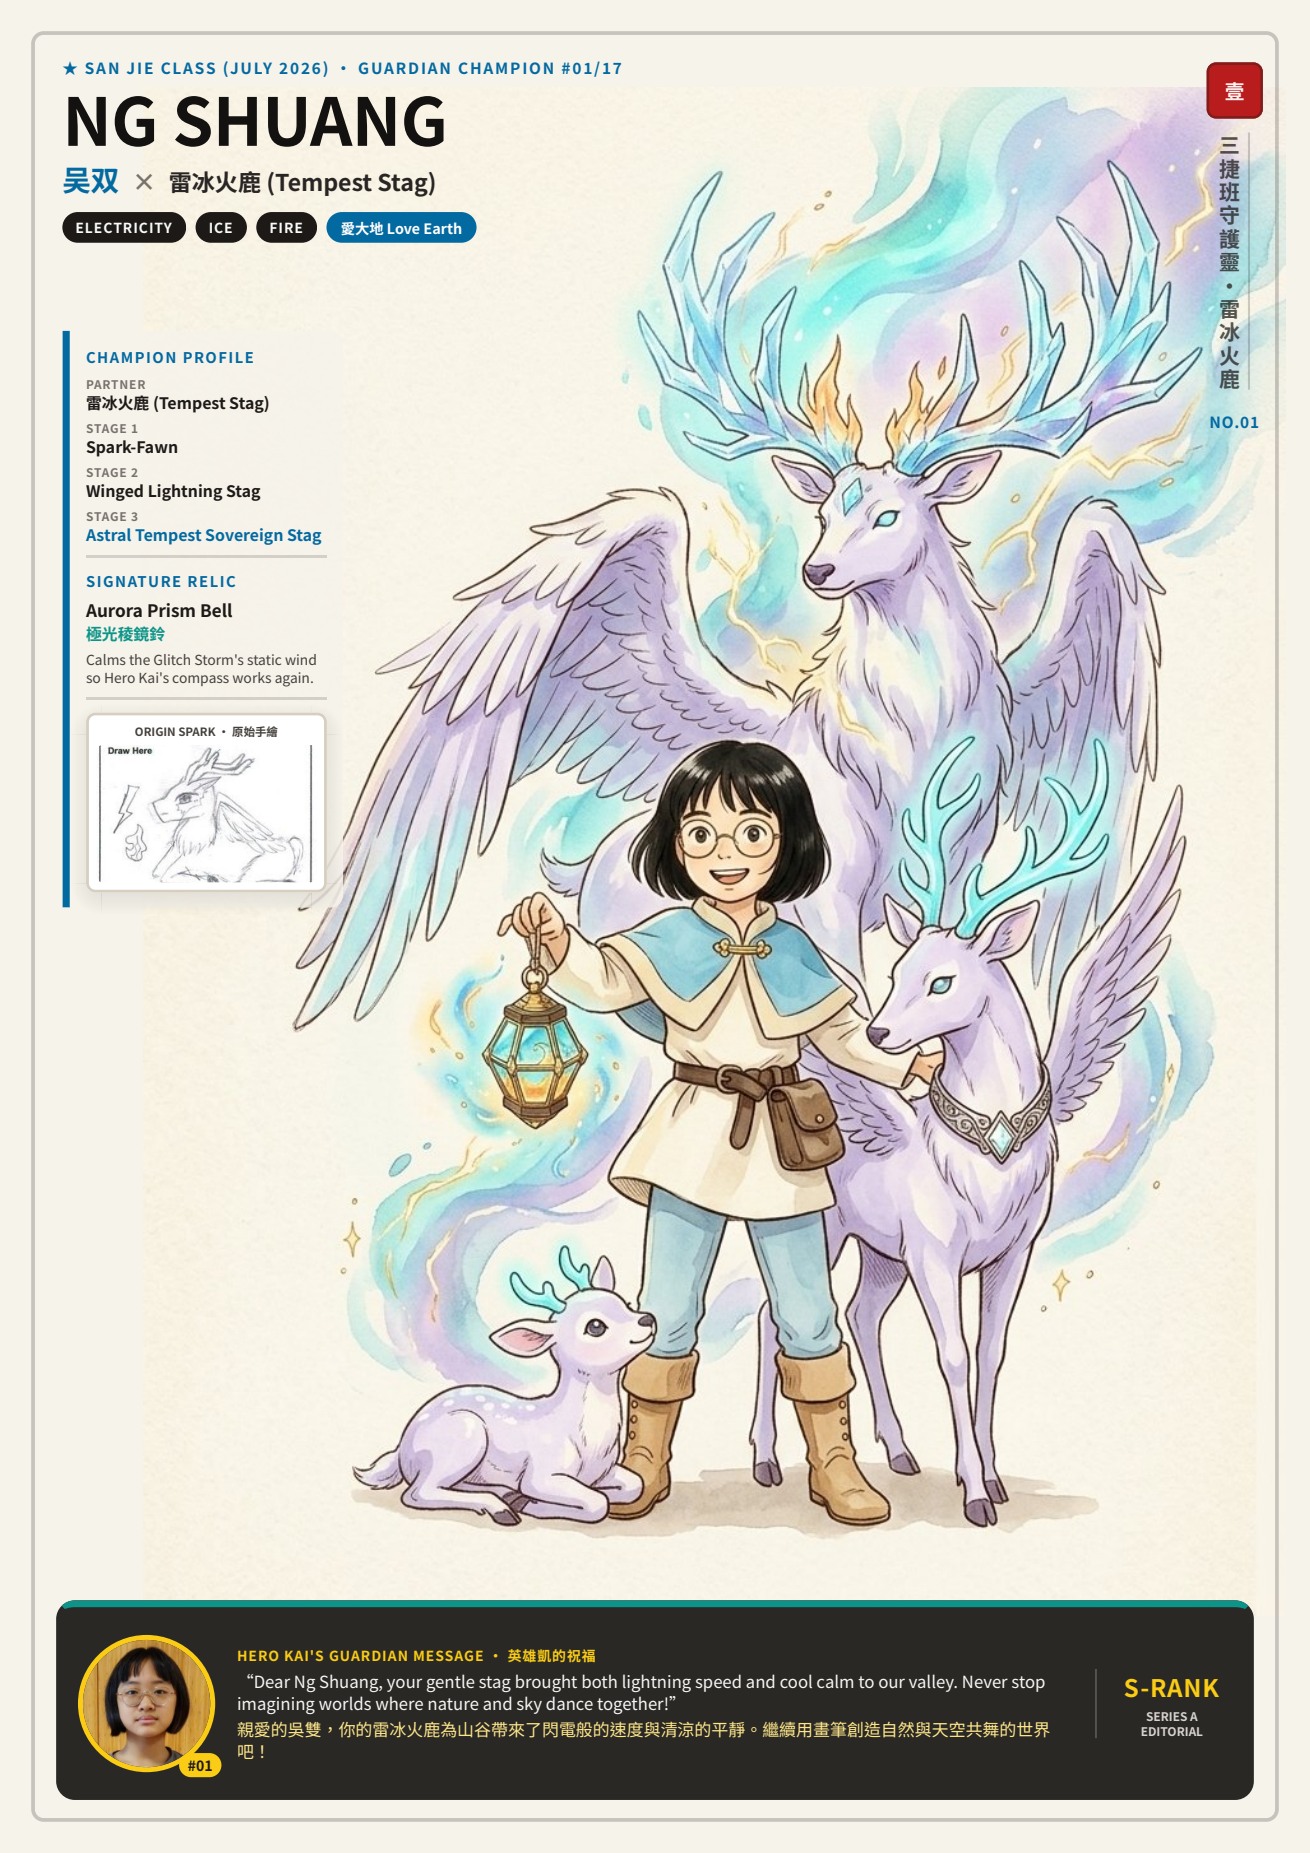 ★ SAN JIE CLASS (JULY 2026) • GUARDIAN CHAMPION #01/17
NG SHUANG
吴双 × 雷冰火鹿 (Tempest Stag)
ELECTRICITY
ICE
FIRE
愛大地 Love Earth
壹
三捷班守護靈・雷冰火鹿
NO.01
CHAMPION PROFILE
PARTNER
雷冰火鹿 (Tempest Stag)
STAGE 1
Spark-Fawn
STAGE 2
Winged Lightning Stag
STAGE 3
Astral Tempest Sovereign Stag
SIGNATURE RELIC
Aurora Prism Bell
極光稜鏡鈴
Calms the Glitch Storm's static wind
so Hero Kai's compass works again.
ORIGIN SPARK • 原始手繪
Draw Here
HERO KAI'S GUARDIAN MESSAGE • 英雄凱的祝福
“Dear Ng Shuang, your gentle stag brought both lightning speed and cool calm to our valley. Never stop
imagining worlds where nature and sky dance together!”
親愛的吳雙，你的雷冰火鹿為山谷帶來了閃電般的速度與清涼的平靜。繼續用畫筆創造自然與天空共舞的世界
吧！
#01
S-RANK
SERIES A
EDITORIAL